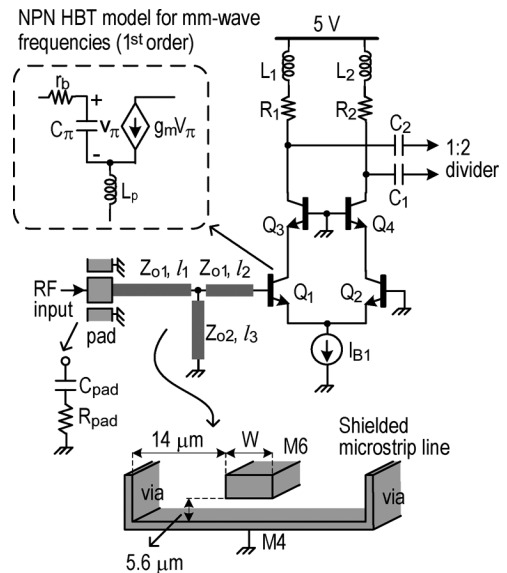 NPN HBT model for mm-wave
frequencies (1st order)
5 V
rb
+
Cπ
Vπ
gmVπ
-
Lp
L1
L2
R1
R2
C2
1:2
divider
C1
Q3
Q4
Zo1, l1
Zo1, l2
RF
input
pad
Q1
Q2
Zo2, l3
IB1
Cpad
Rpad
14 μm
W
M6
Shielded
microstrip line
via
via
M4
5.6 μm